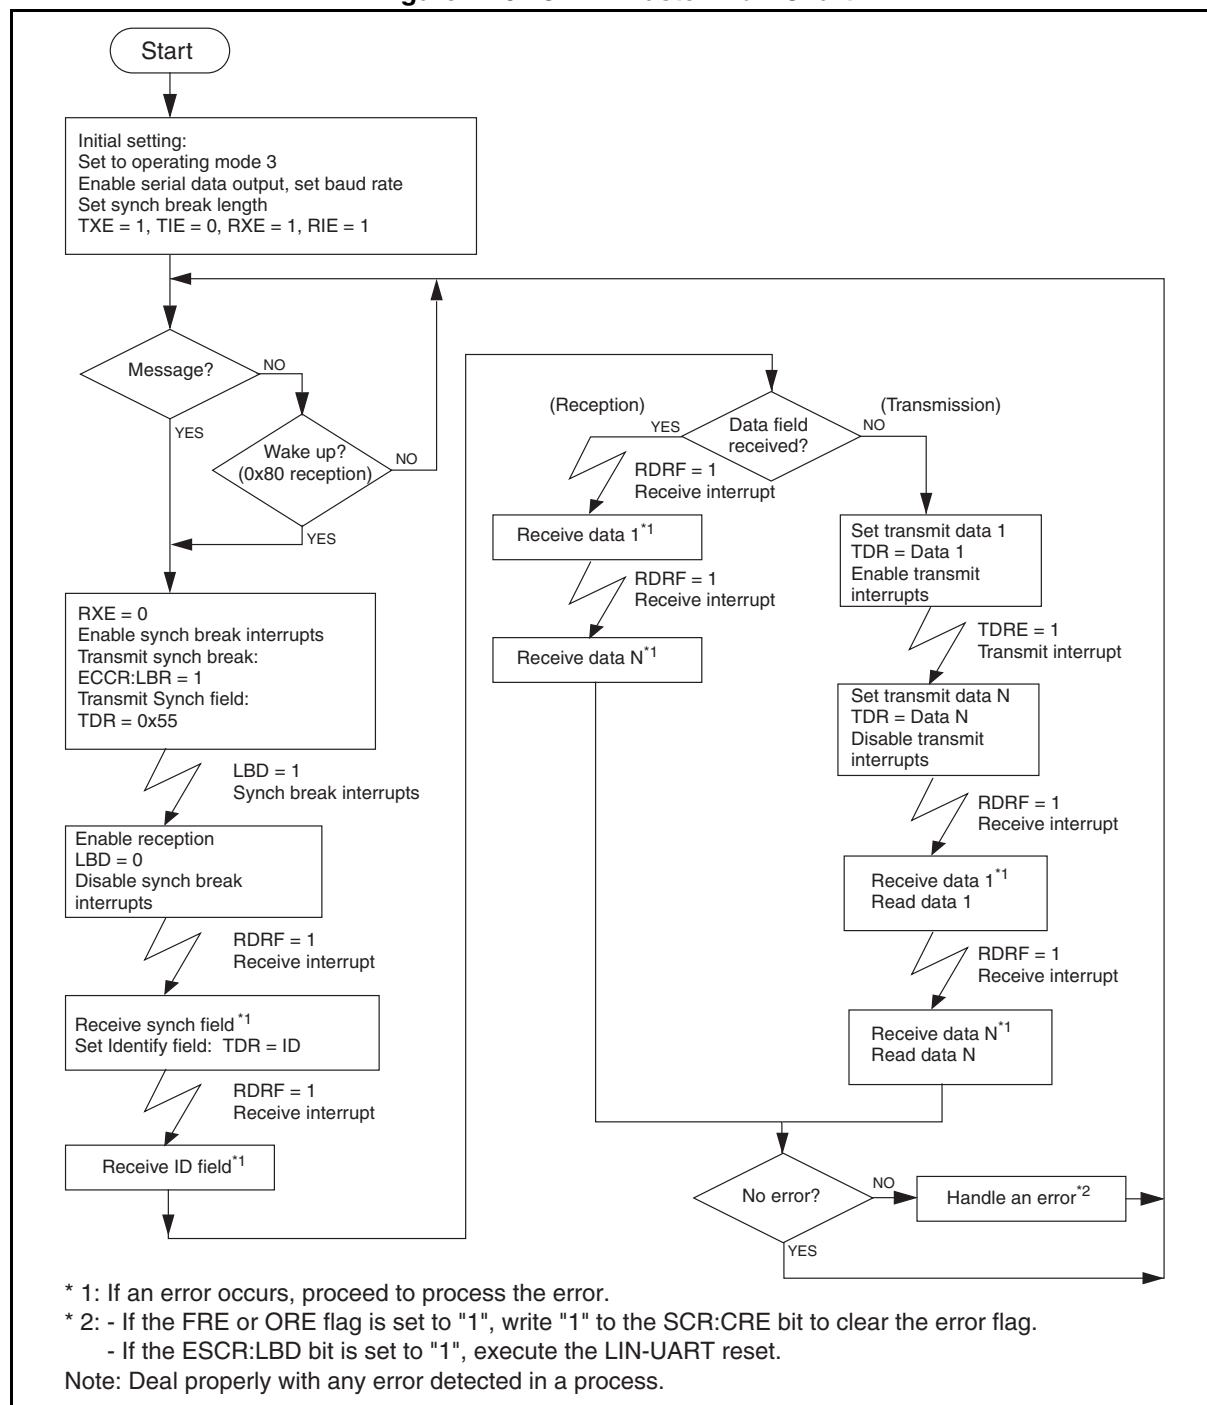 Start
Initial setting:
Set to operating mode 3
Enable serial data output, set baud rate
Set synch break length
TXE = 1, TIE = 0, RXE = 1, RIE = 1
Message?
NO
YES
Wake up?
(0x80 reception)
NO
YES
RXE = 0
Enable synch break interrupts
Transmit synch break:
ECCR:LBR = 1
Transmit Synch field:
TDR = 0x55
LBD = 1
Synch break interrupts
Enable reception
LBD = 0
Disable synch break
interrupts
RDRF = 1
Receive interrupt
Receive synch field*1
Set Identify field: TDR = ID
RDRF = 1
Receive interrupt
Receive ID field*1
(Reception)
(Transmission)
YES
Data field
received?
NO
RDRF = 1
Receive interrupt
Receive data 1*1
RDRF = 1
Receive interrupt
Receive data N*1
Set transmit data 1
TDR = Data 1
Enable transmit
interrupts
TDRE = 1
Transmit interrupt
Set transmit data N
TDR = Data N
Disable transmit
interrupts
RDRF = 1
Receive interrupt
Receive data 1*1
Read data 1
RDRF = 1
Receive interrupt
Receive data N*1
Read data N
No error?
NO
YES
Handle an error*2
* 1: If an error occurs, proceed to process the error.
* 2: - If the FRE or ORE flag is set to "1", write "1" to the SCR:CRE bit to clear the error flag.
- If the ESCR:LBD bit is set to "1", execute the LIN-UART reset.
Note: Deal properly with any error detected in a process.